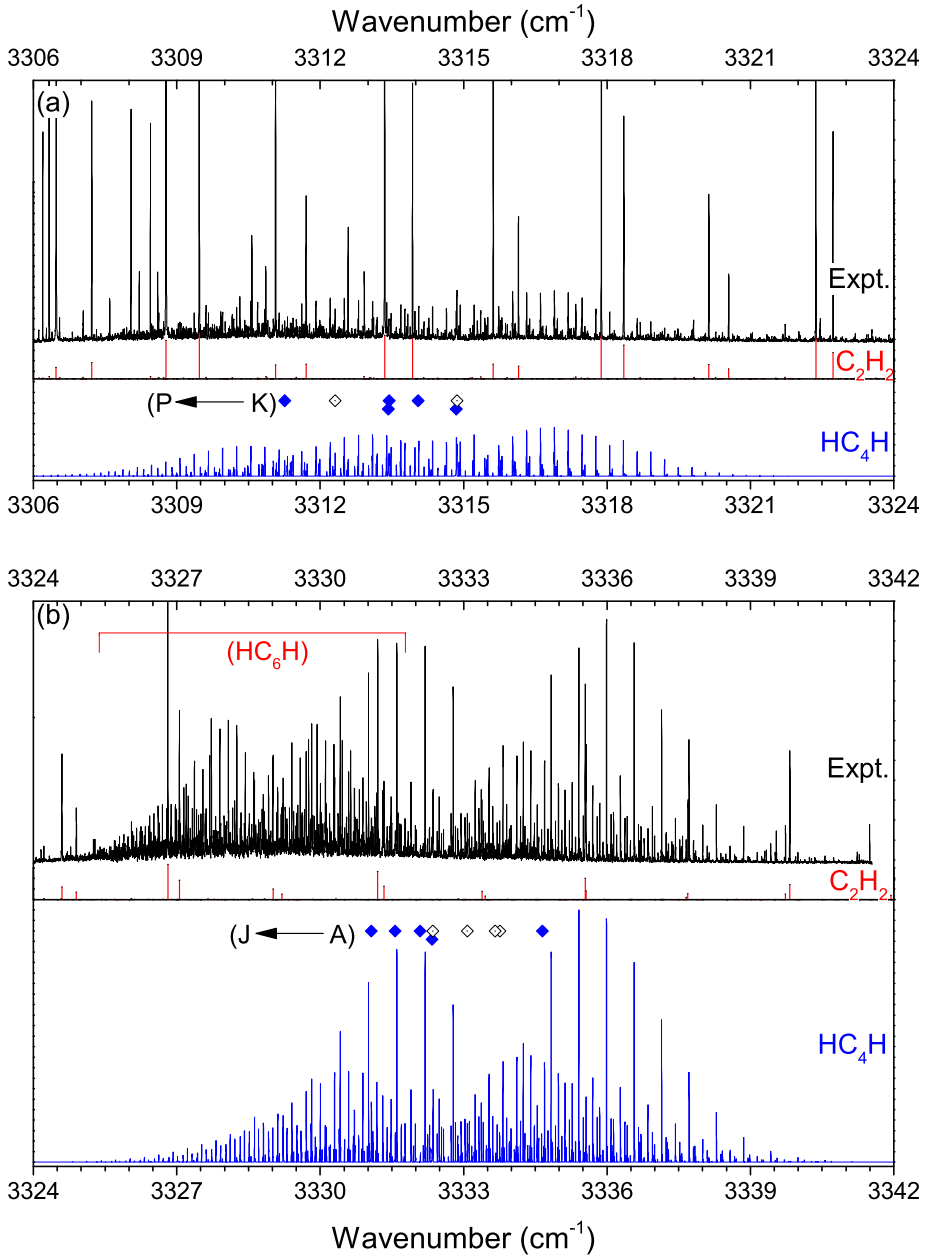 Wavenumber (cm⁻¹)
3306 3309 3312 3315 3318 3321 3324
(a)
Expt.
C₂H₂
(P ← K)
HC₄H
3306 3309 3312 3315 3318 3321 3324
3324 3327 3330 3333 3336 3339 3342
(b)
(HC₆H)
Expt.
C₂H₂
(J ← A)
HC₄H
3324 3327 3330 3333 3336 3339 3342
Wavenumber (cm⁻¹)